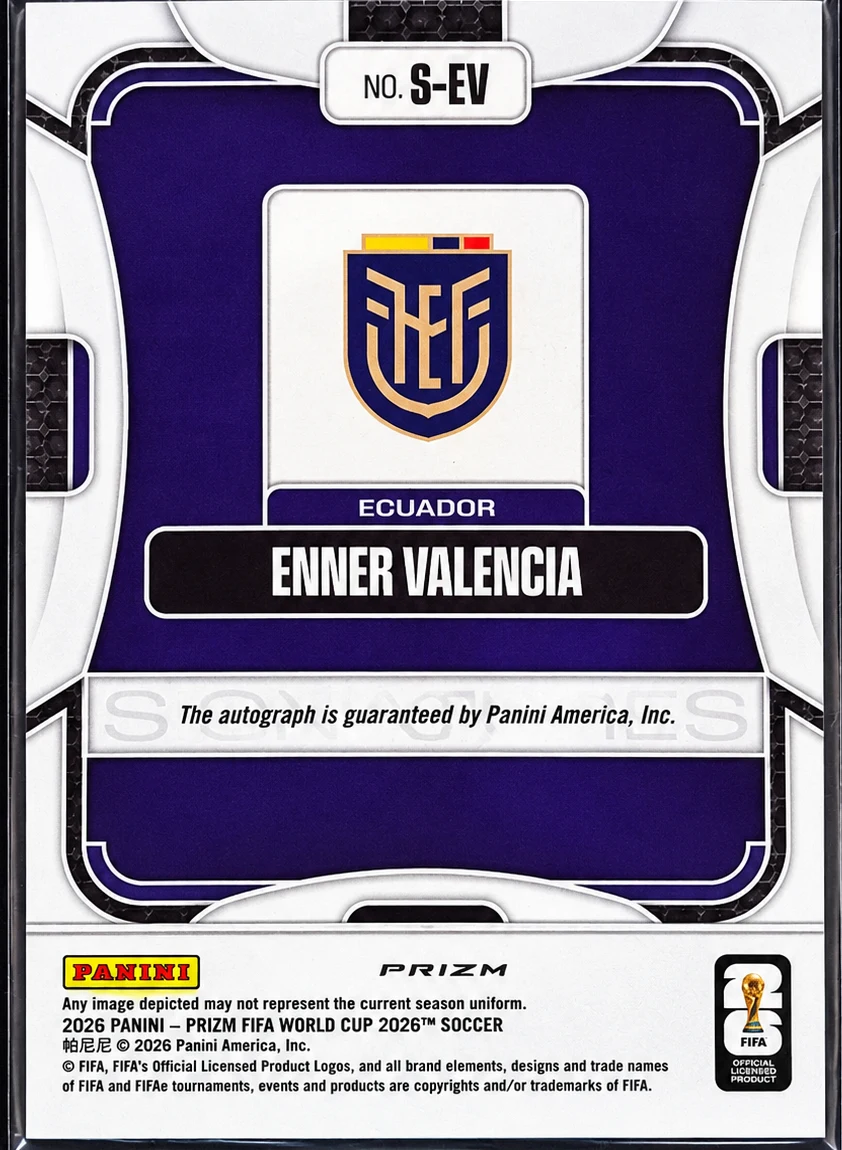 NO. S-EV
ECUADOR
ENNER VALENCIA
The autograph is guaranteed by Panini America, Inc.
PANINI
PRIZM
Any image depicted may not represent the current season uniform.
2026 PANINI – PRIZM FIFA WORLD CUP 2026™ SOCCER
帕尼尼 © 2026 Panini America, Inc.
© FIFA, FIFA's Official Licensed Product Logos, and all brand elements, designs and trade names
of FIFA and FIFAe tournaments, events and products are copyrights and/or trademarks of FIFA.
26
FIFA
OFFICIAL
LICENSED
PRODUCT